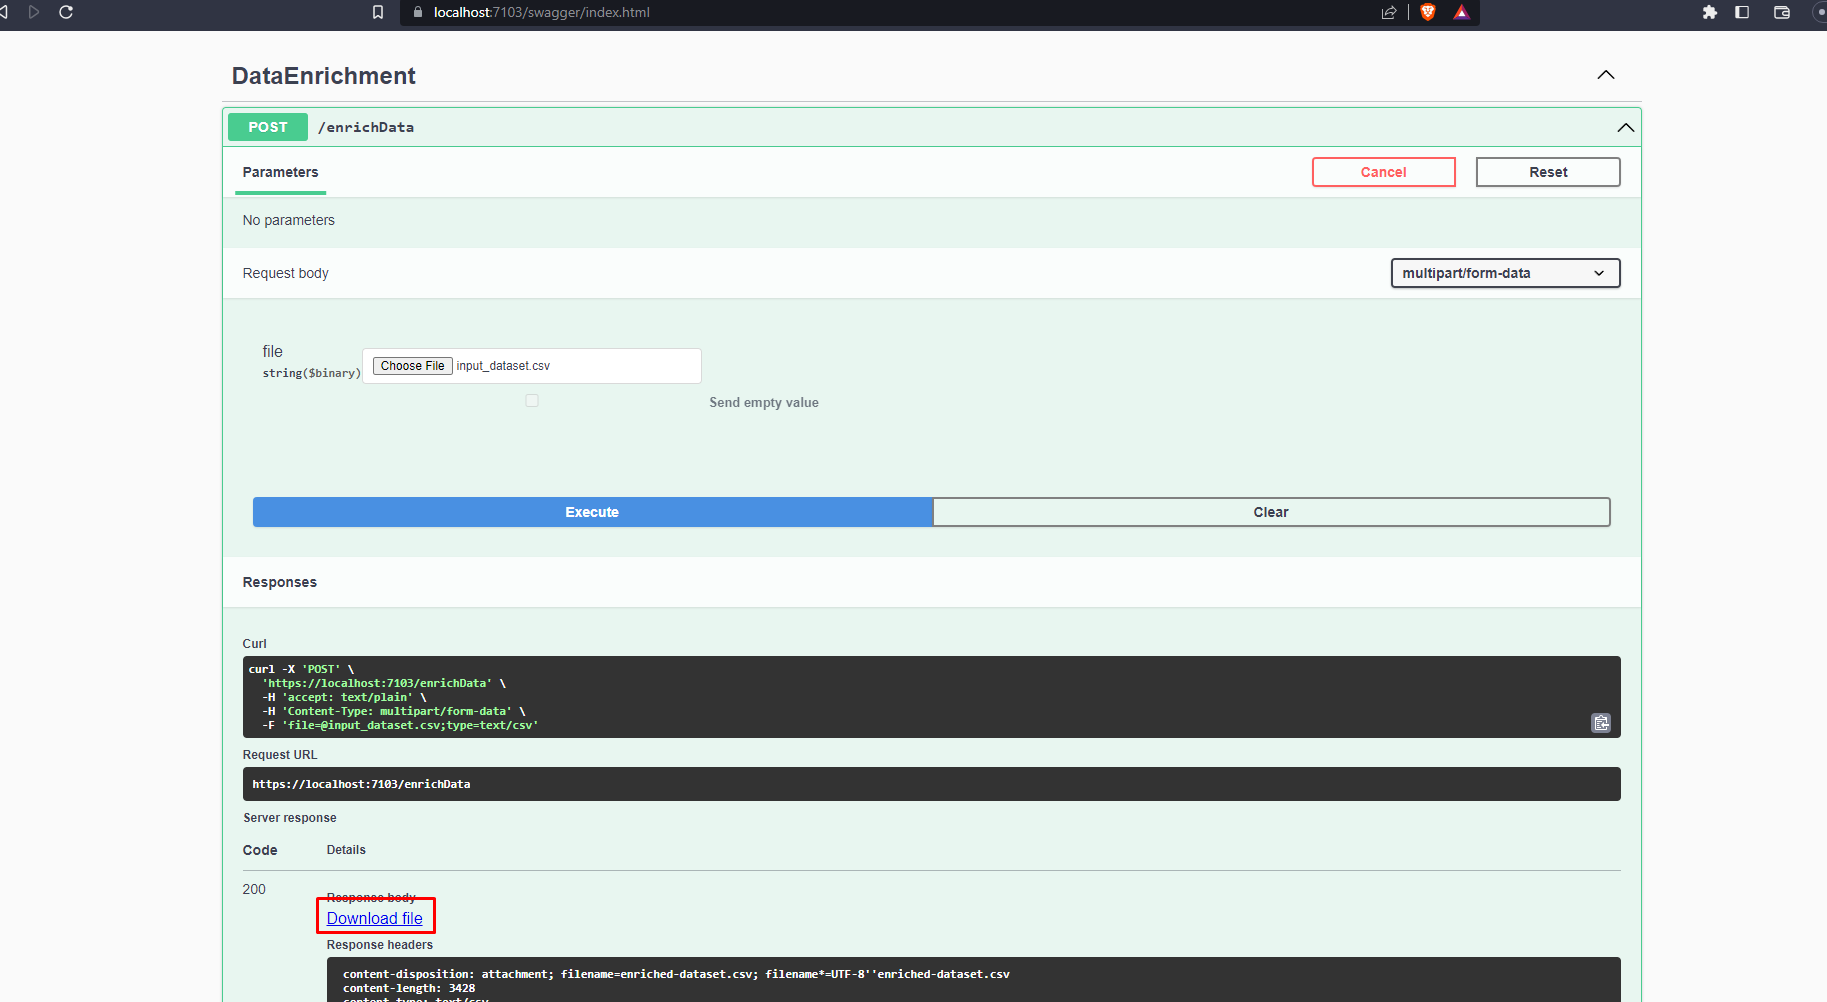 localhost:7103/swagger/index.html
DataEnrichment
POST /enrichData
Parameters
Cancel
Reset
No parameters
Request body
multipart/form-data
file
string($binary)
Choose File input_dataset.csv
Send empty value
Execute
Clear
Responses
Curl
curl -X 'POST' \
'https://localhost:7103/enrichData' \
-H 'accept: text/plain' \
-H 'Content-Type: multipart/form-data' \
-F 'file=@input_dataset.csv;type=text/csv'
Request URL
https://localhost:7103/enrichData
Server response
Code Details
200
Response body
Download file
Response headers
content-disposition: attachment; filename=enriched-dataset.csv; filename*=UTF-8''enriched-dataset.csv
content-length: 3428
content-type: text/csv